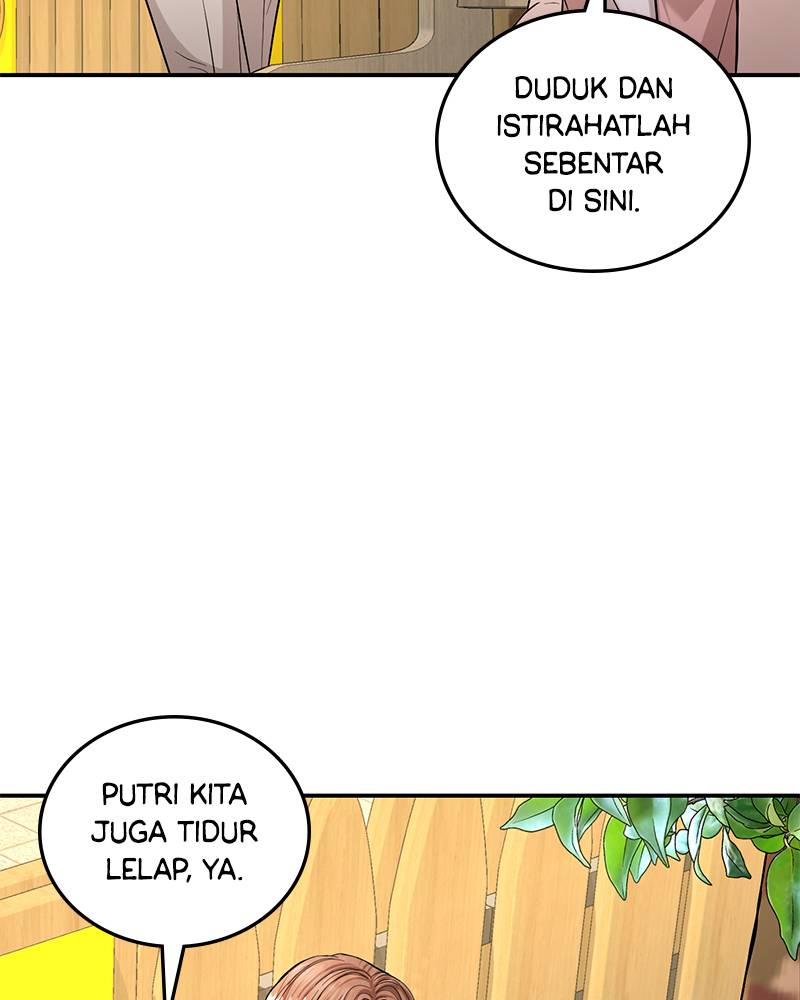 DUDUK DAN
ISTIRAHATLAH
SEBENTAR
DI SINI.
PUTRI KITA
JUGA TIDUR
LELAP, YA.